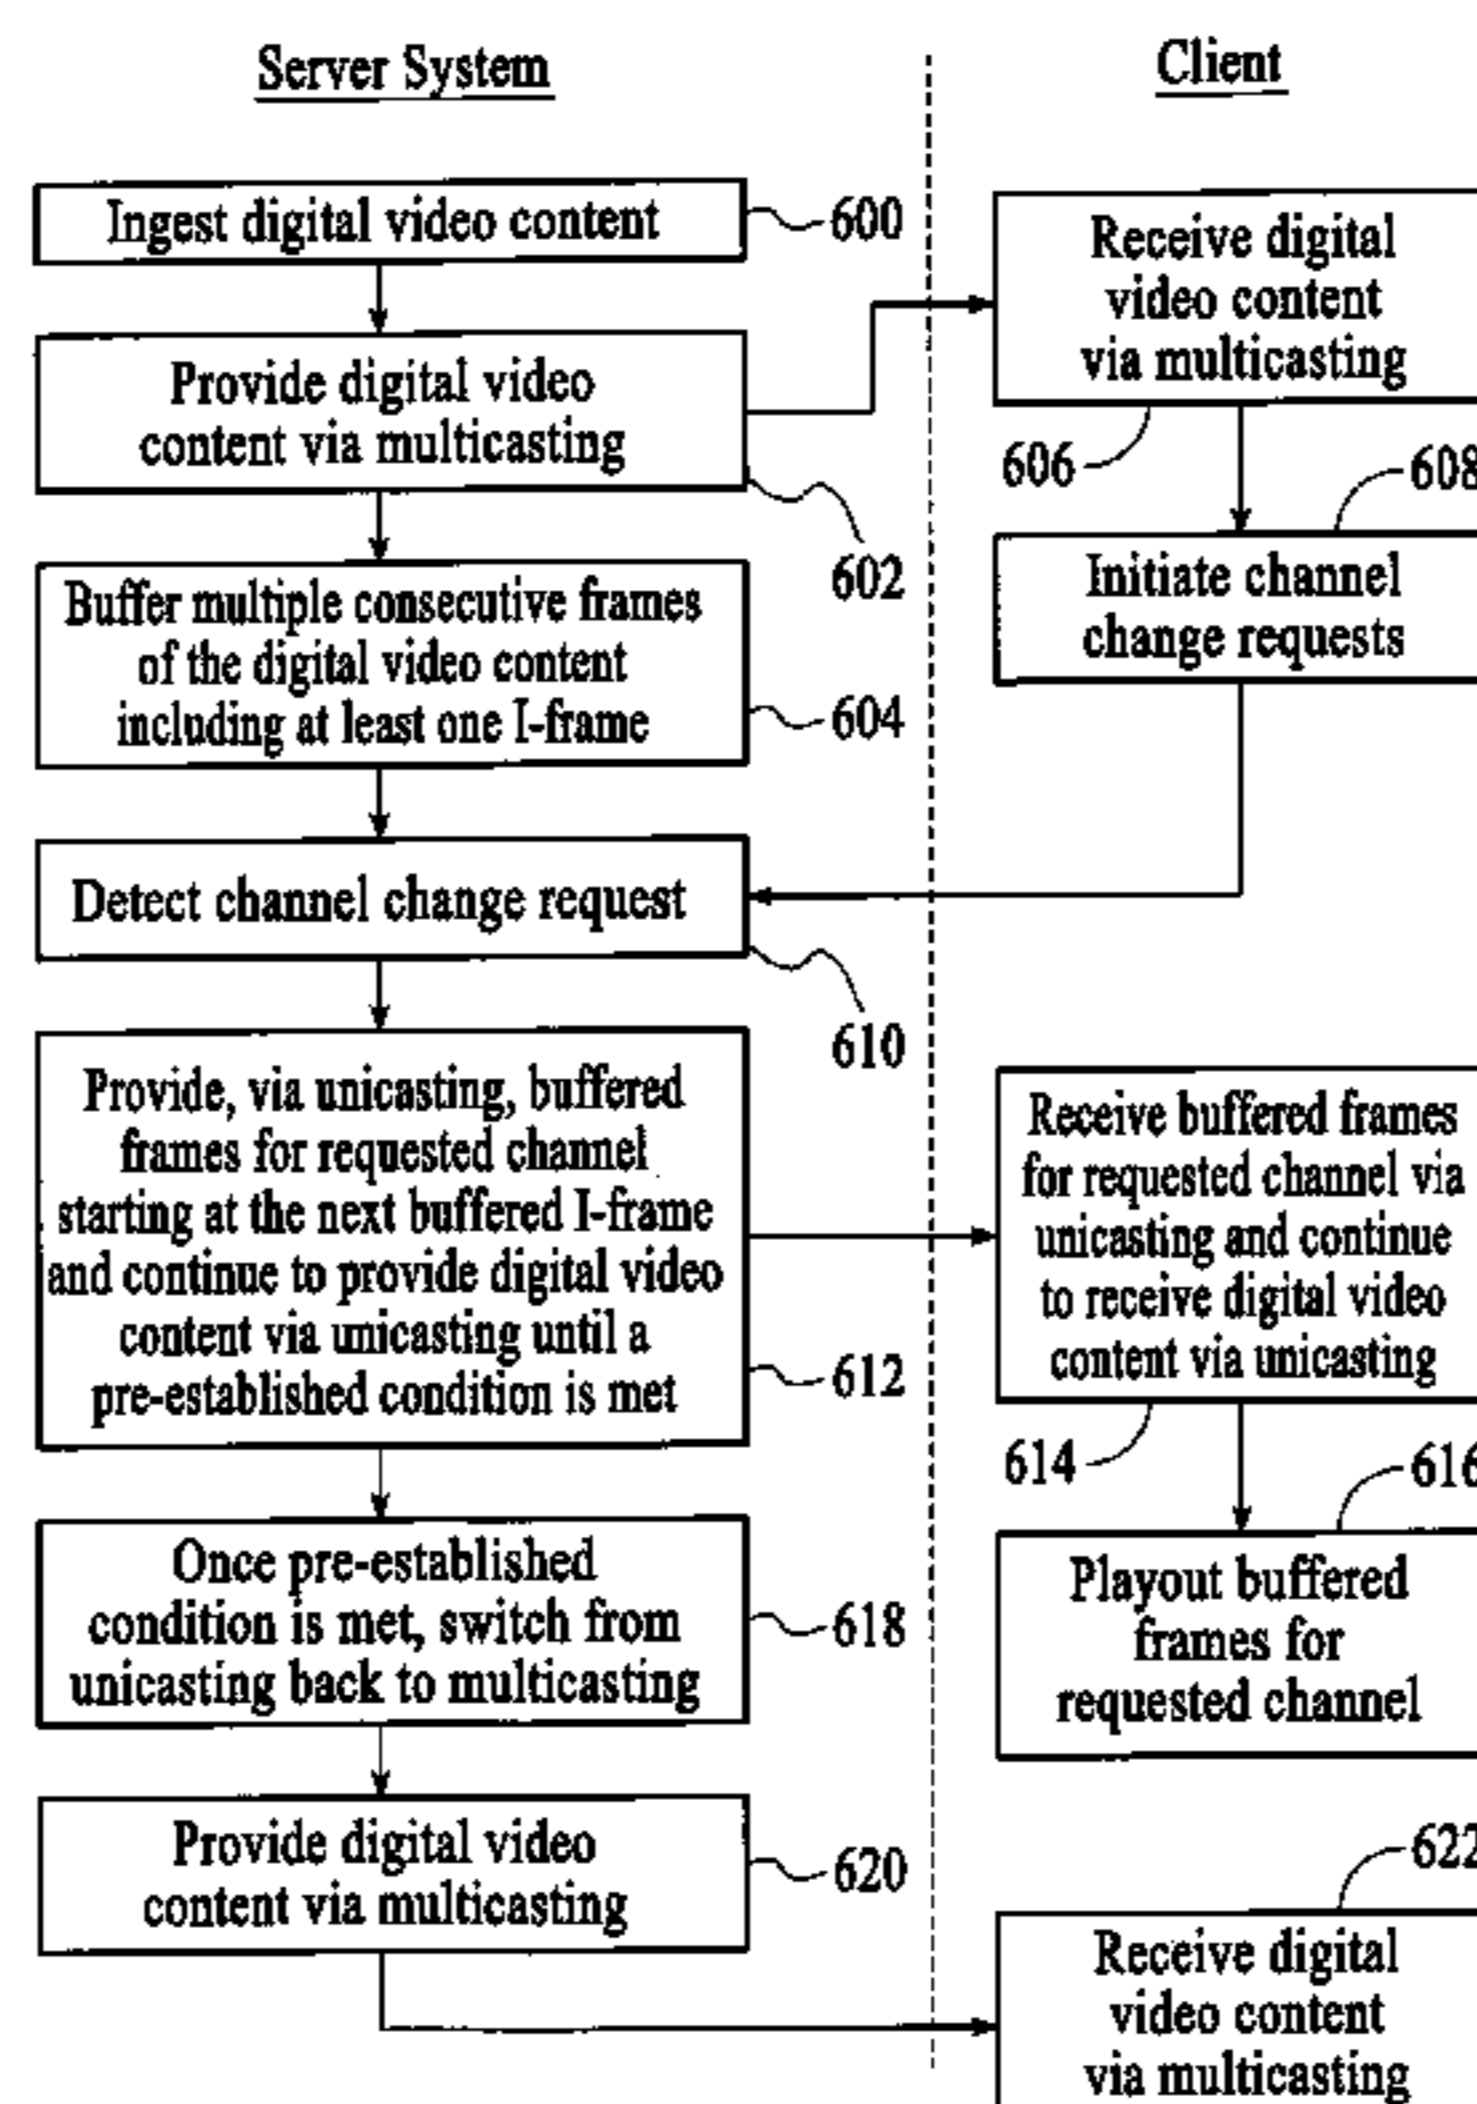 Server System
Client
Ingest digital video content
600
Receive digital
video content
via multicasting
606
Provide digital video
content via multicasting
602
608
Initiate channel
change requests
Buffer multiple consecutive frames
of the digital video content
including at least one I-frame
604
Detect channel change request
610
Provide, via unicasting, buffered
frames for requested channel
starting at the next buffered I-frame
and continue to provide digital video
content via unicasting until a
pre-established condition is met
612
Receive buffered frames
for requested channel via
unicasting and continue
to receive digital video
content via unicasting
614
616
Playout buffered
frames for
requested channel
Once pre-established
condition is met, switch from
unicasting back to multicasting
618
Provide digital video
content via multicasting
620
622
Receive digital
video content
via multicasting